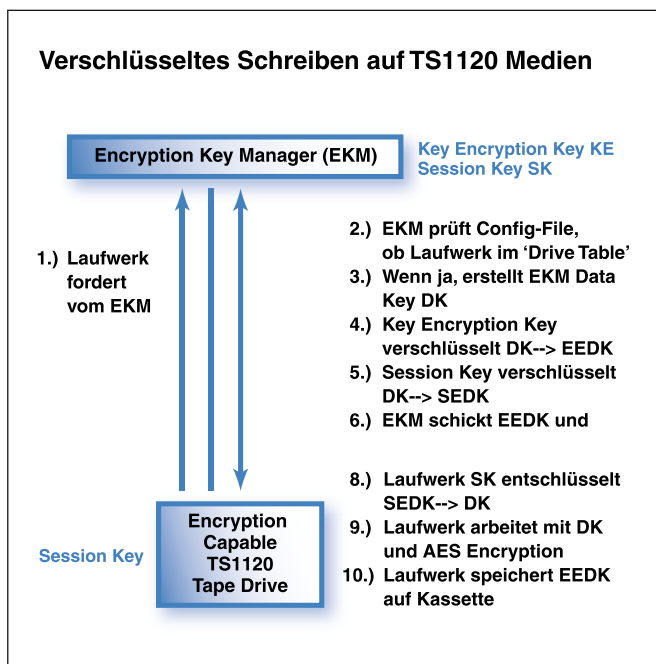 Verschlüsseltes Schreiben auf TS1120 Medien
Encryption Key Manager (EKM)
Key Encryption Key KE
Session Key SK
1.) Laufwerk
fordert
vom EKM
2.) EKM prüft Config-File,
ob Laufwerk im ‘Drive Table’
3.) Wenn ja, erstellt EKM Data
Key DK
4.) Key Encryption Key
verschlüsselt DK--> EEDK
5.) Session Key verschlüsselt
DK--> SEDK
6.) EKM schickt EEDK und
8.) Laufwerk SK entschlüsselt
SEDK--> DK
9.) Laufwerk arbeitet mit DK
und AES Encryption
10.) Laufwerk speichert EEDK
auf Kassette
Encryption
Capable
TS1120
Tape Drive
Session Key